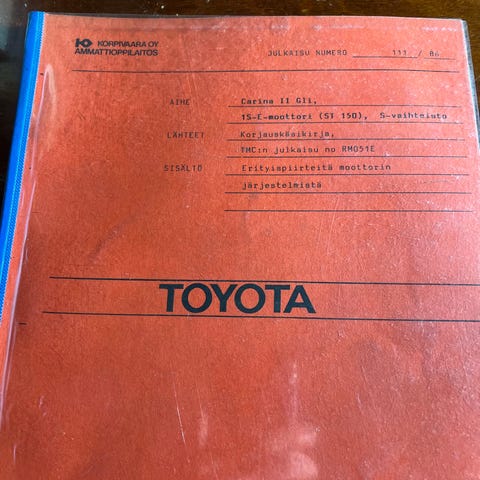 KORPIVAARA OY
AMMATTIOPPILAITOS
JULKAISU NUMERO 111 / 86
AIHE Carina II Gli,
1S-E-moottori (ST 150), S-vaihteisto
LÄHTEET Korjauskäsikirja,
TMC:n julkaisu no RM051E
SISÄLTÖ Erityispiirteitä moottorin
järjestelmistä
TOYOTA